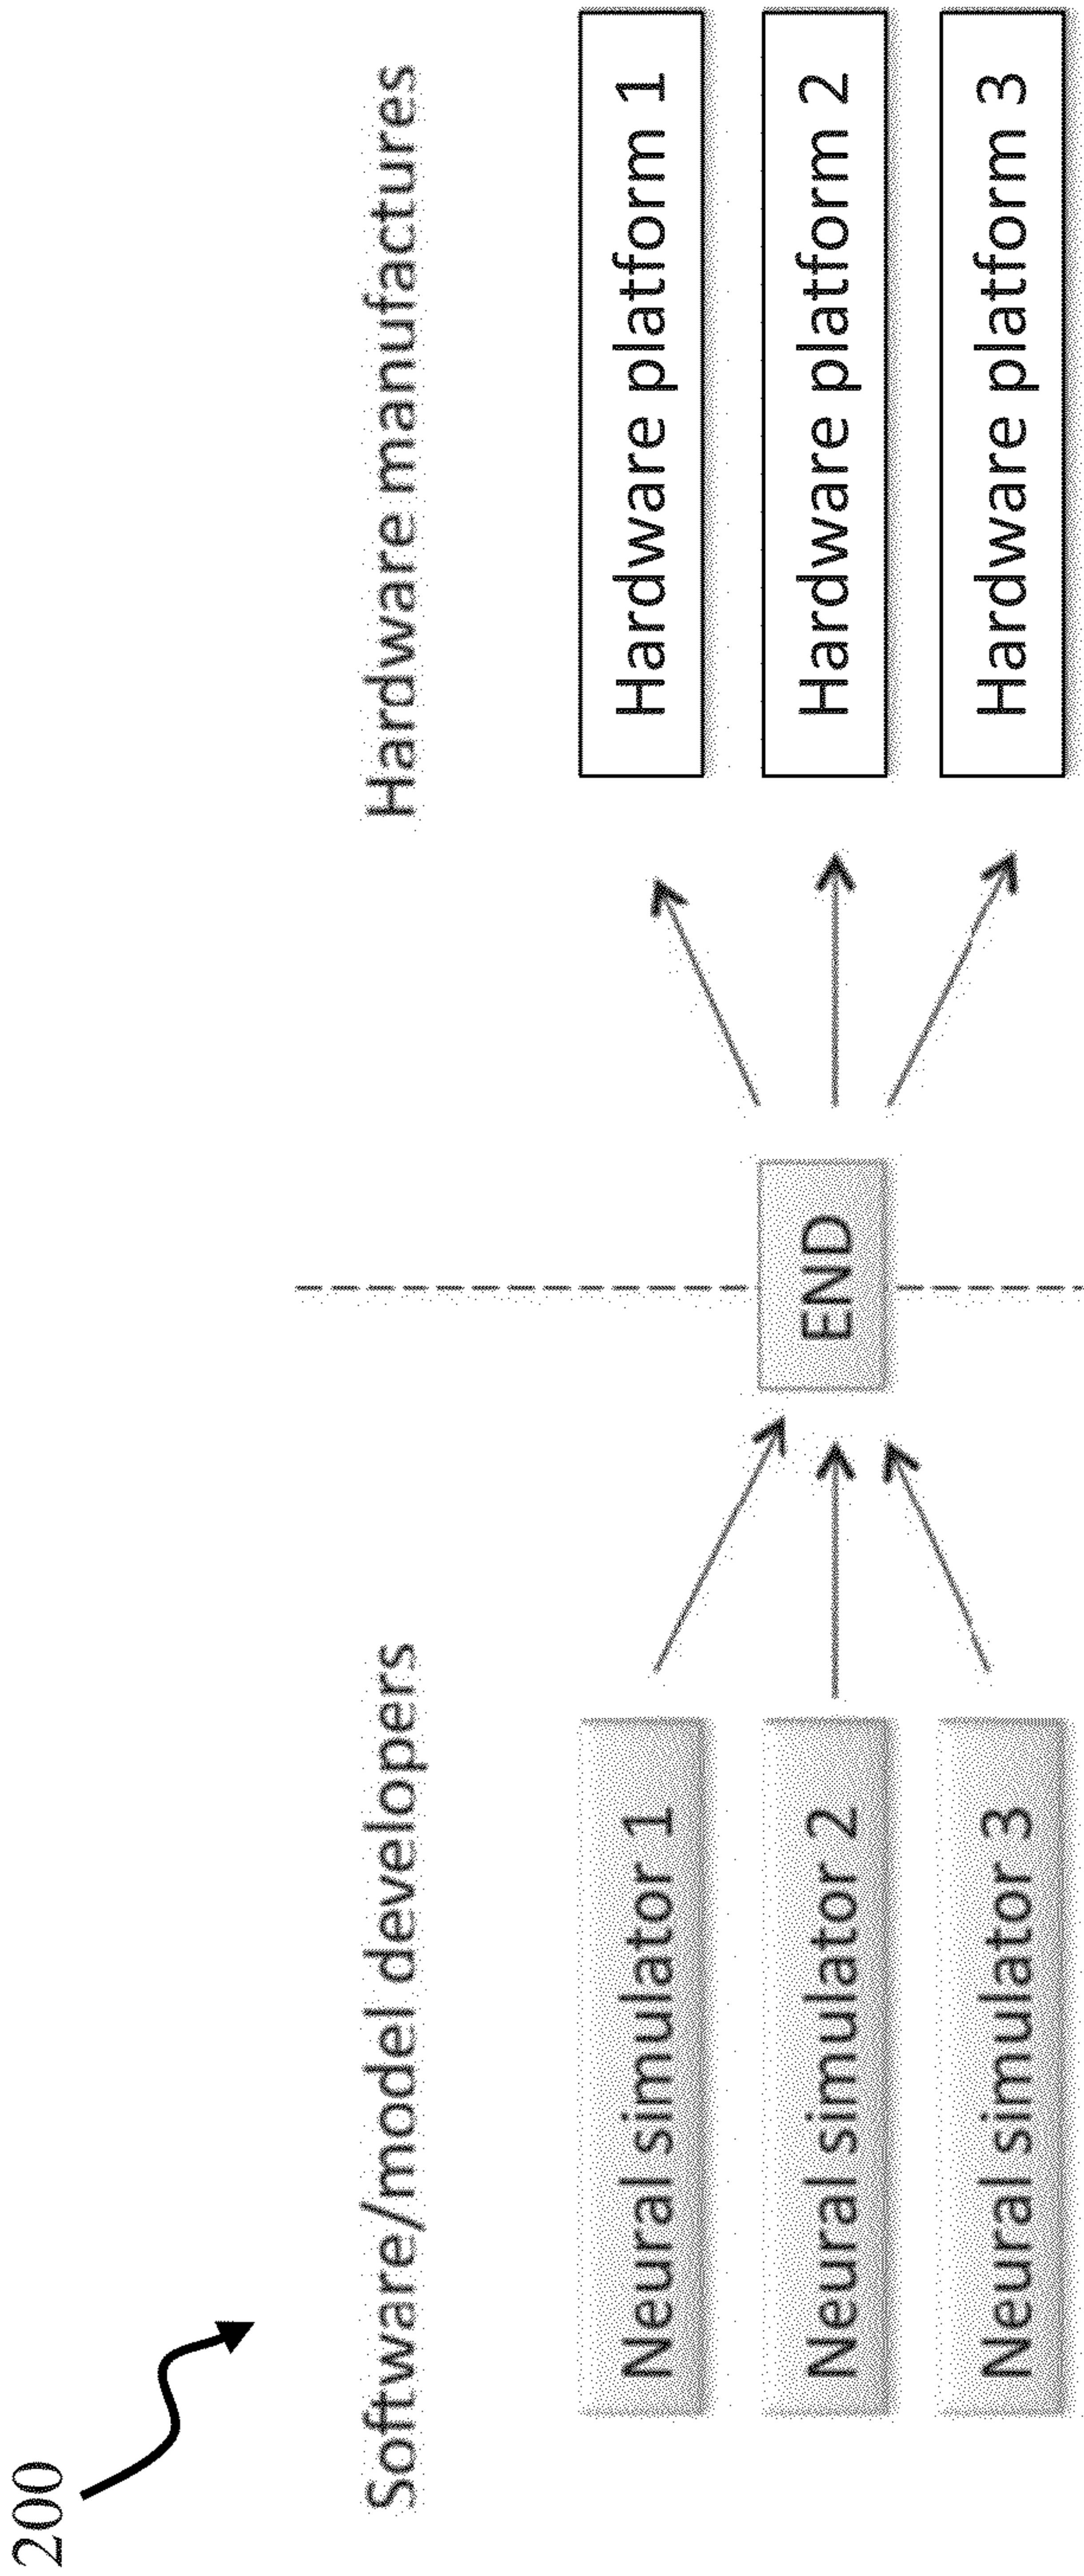 200
Software/model developers
Hardware manufactures
Neural simulator 1
Neural simulator 2
Neural simulator 3
END
Hardware platform 1
Hardware platform 2
Hardware platform 3